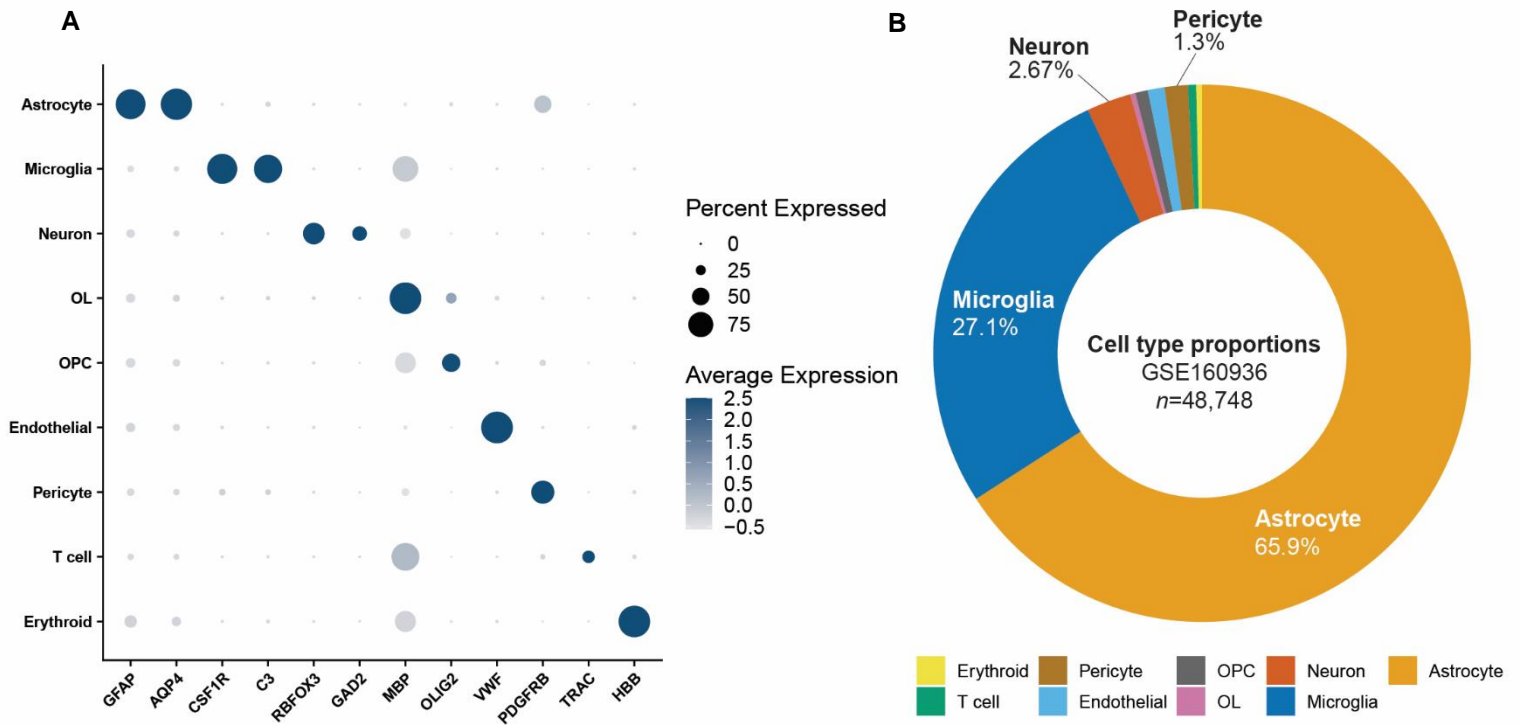 A
Astrocyte
Microglia
Neuron
OL
OPC
Endothelial
Pericyte
T cell
Erythroid
GFAP
AQP4
CSF1R
C3
RBFOX3
GAD2
MBP
OLIG2
VWF
PDGFRB
TRAC
HBB
Percent Expressed
0
25
50
75
Average Expression
2.5
2.0
1.5
1.0
0.5
0.0
−0.5
B
Pericyte
1.3%
Neuron
2.67%
Microglia
27.1%
Cell type proportions
GSE160936
n=48,748
Astrocyte
65.9%
Erythroid
Pericyte
OPC
Neuron
Astrocyte
T cell
Endothelial
OL
Microglia